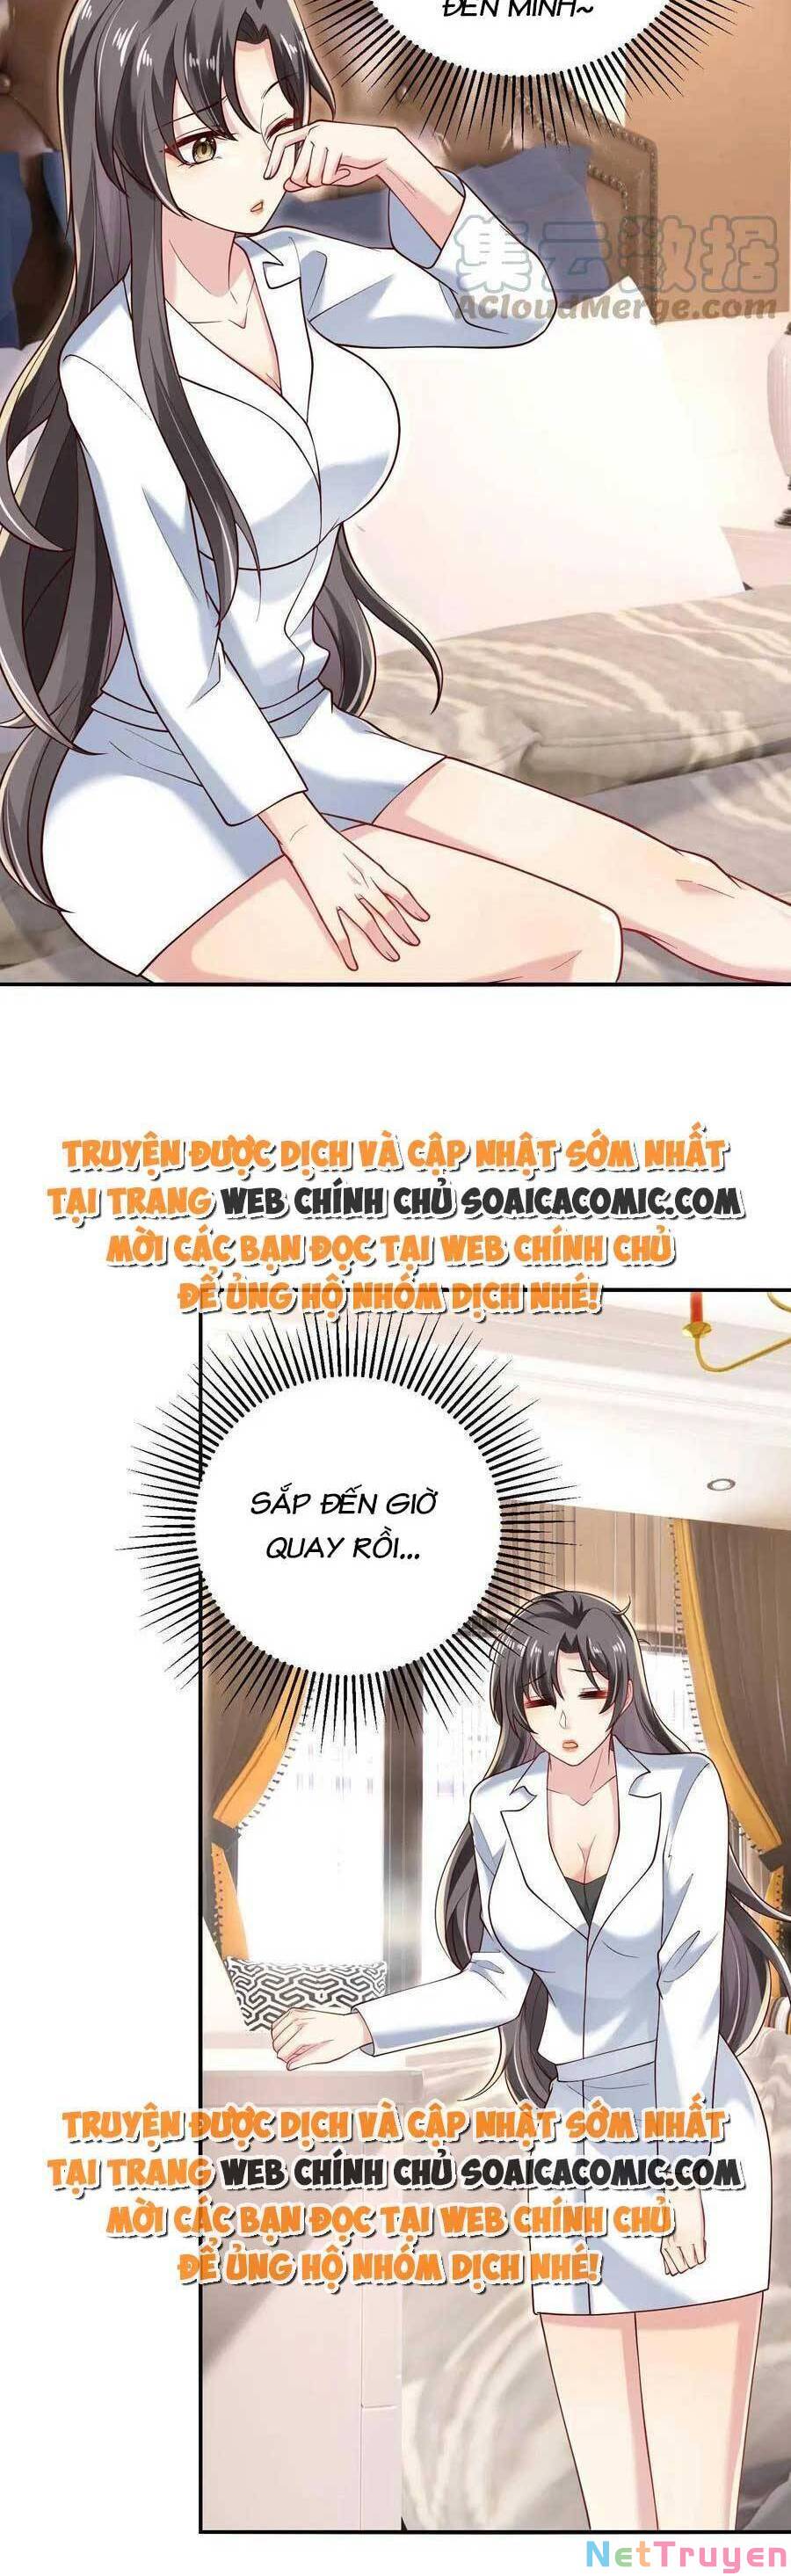 ĐẾN MÌNH~
集云数据
ACloudMerge.com
TRUYỆN ĐƯỢC DỊCH VÀ CẬP NHẬT SỚM NHẤT
TẠI TRANG WEB CHÍNH CHỦ SOAICACOMIC.COM
MỜI CÁC BẠN ĐỌC TẠI WEB CHÍNH CHỦ
ĐỂ ỦNG HỘ NHÓM DỊCH NHÉ!
SẮP ĐẾN GIỜ
QUAY RỒI...
TRUYỆN ĐƯỢC DỊCH VÀ CẬP NHẬT SỚM NHẤT
TẠI TRANG WEB CHÍNH CHỦ SOAICACOMIC.COM
MỜI CÁC BẠN ĐỌC TẠI WEB CHÍNH CHỦ
ĐỂ ỦNG HỘ NHÓM DỊCH NHÉ!
NetTruyen